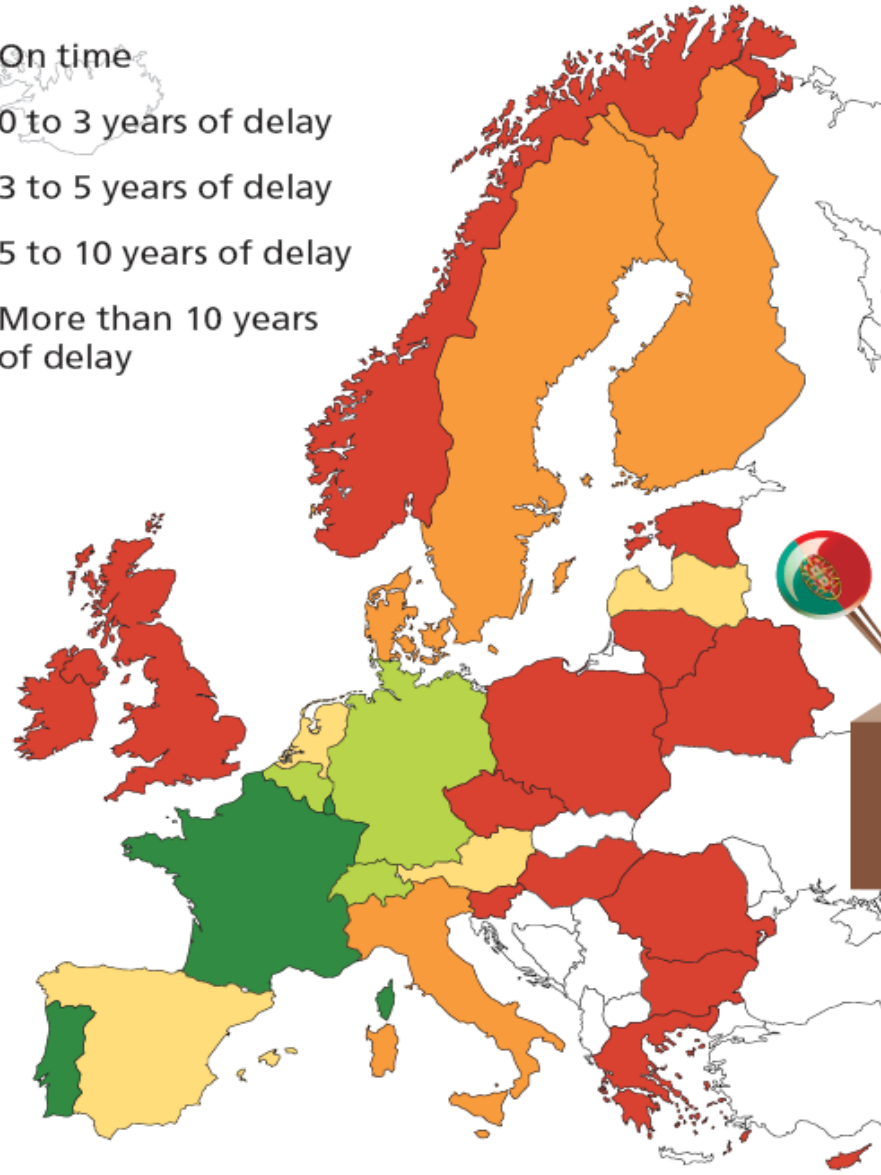 On time
0 to 3 years of delay
3 to 5 years of delay
5 to 10 years of delay
More than 10 years
of delay